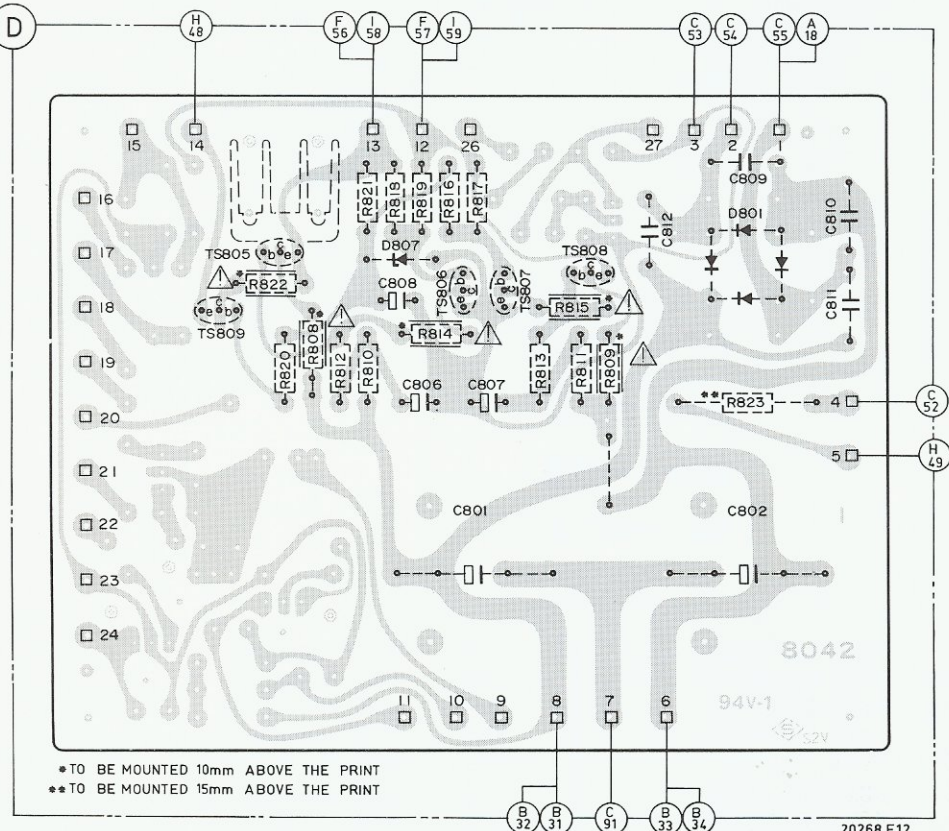 D
H 48
F 56
I 58
F 57
I 59
C 53
C 54
C 55
A 18
15 14 13 12 26 27 3 2 1
C809
16
R821 R818 R819 R816 R817
C812
D801
C810
17
TS805
b c e
D807
TS806
b c e
TS807
b c e
TS808
b c e
* R822
C808
18
e c b
TS809
R815 *
C811
* R814
19
R820
R808 *
R812
R810
R813
R811
R809 *
C806 C807
** R823
4
C 52
20
5
H 49
21
C801
C802
22
23
24
8042
11 10 9 8 7 6
94V-1
S2V
* TO BE MOUNTED 10mm ABOVE THE PRINT
** TO BE MOUNTED 15mm ABOVE THE PRINT
B 32
B 31
C 91
B 33
B 34
20268 E12